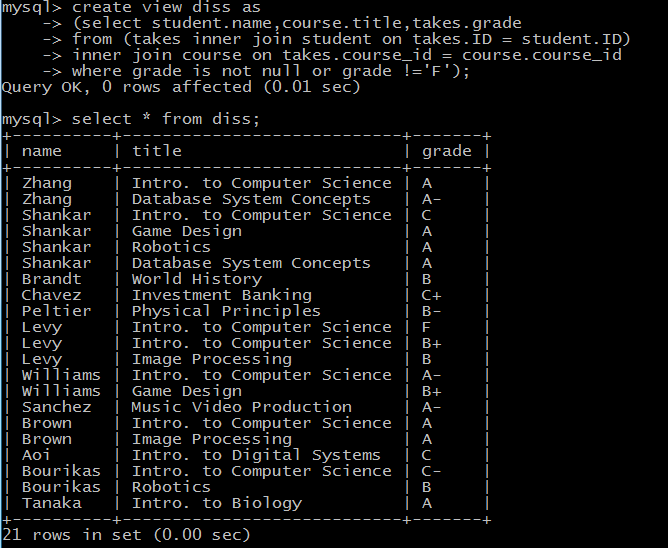 mysql> create view diss as
    -> (select student.name,course.title,takes.grade
    -> from (takes inner join student on takes.ID = student.ID)
    -> inner join course on takes.course_id = course.course_id
    -> where grade is not null or grade !='F');
Query OK, 0 rows affected (0.01 sec)

mysql> select * from diss;
+----------+----------------------------+-------+
| name     | title                      | grade |
+----------+----------------------------+-------+
| Zhang    | Intro. to Computer Science | A     |
| Zhang    | Database System Concepts   | A-    |
| Shankar  | Intro. to Computer Science | C     |
| Shankar  | Game Design                | A     |
| Shankar  | Robotics                   | A     |
| Shankar  | Database System Concepts   | A     |
| Brandt   | World History              | B     |
| Chavez   | Investment Banking         | C+    |
| Peltier  | Physical Principles        | B-    |
| Levy     | Intro. to Computer Science | F     |
| Levy     | Intro. to Computer Science | B+    |
| Levy     | Image Processing           | B     |
| Williams | Intro. to Computer Science | A-    |
| Williams | Game Design                | B+    |
| Sanchez  | Music Video Production     | A-    |
| Brown    | Intro. to Computer Science | A     |
| Brown    | Image Processing           | A     |
| Aoi      | Intro. to Digital Systems  | C     |
| Bourikas | Intro. to Computer Science | C-    |
| Bourikas | Robotics                   | B     |
| Tanaka   | Intro. to Biology          | A     |
+----------+----------------------------+-------+
21 rows in set (0.00 sec)